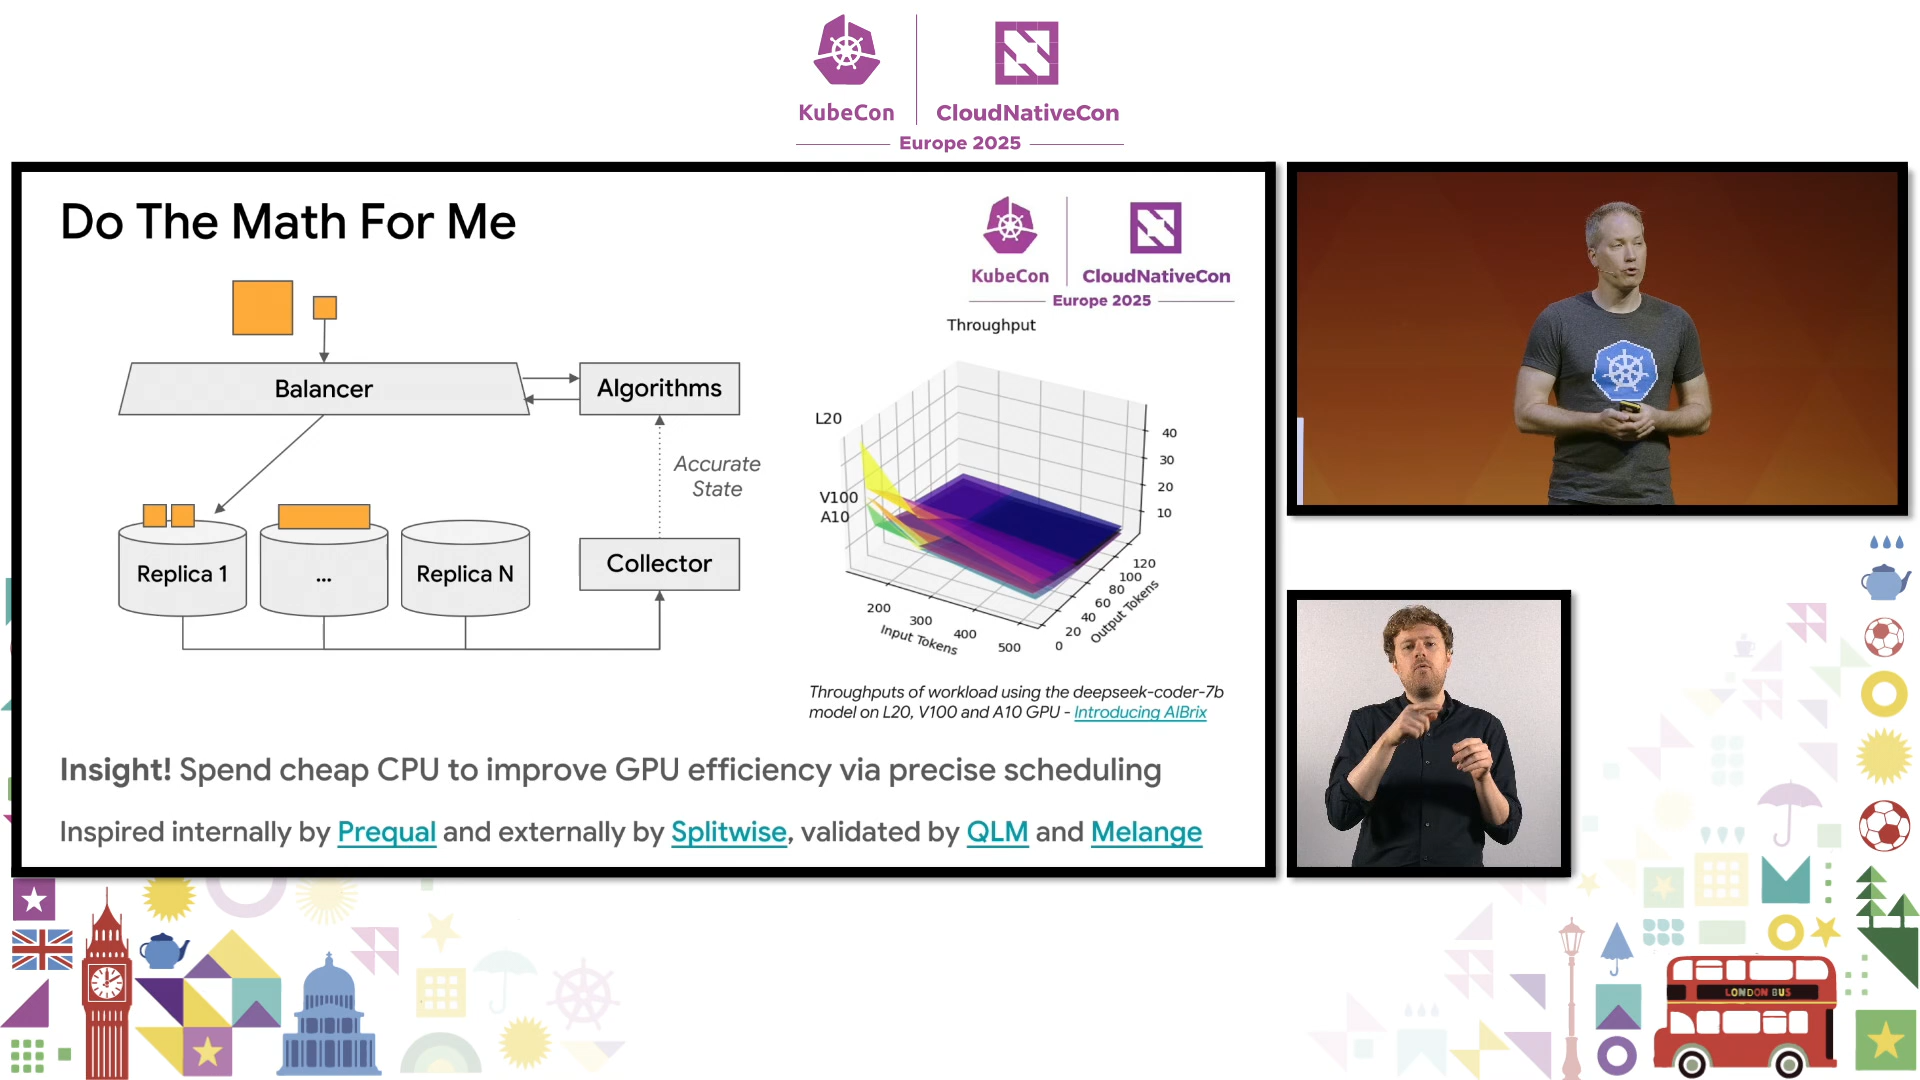 KubeCon
CloudNativeCon
Europe 2025
Do The Math For Me
KubeCon
CloudNativeCon
Europe 2025
Balancer
Algorithms
Accurate
State
Replica 1
...
Replica N
Collector
Throughput
L20
V100
A10
40
30
20
10
200
300
400
500
Input Tokens
0
20
40
60
80
100
120
Output Tokens
Throughputs of workload using the deepseek-coder-7b
model on L20, V100 and A10 GPU - Introducing AIBrix
Insight! Spend cheap CPU to improve GPU efficiency via precise scheduling
Inspired internally by Prequal and externally by Splitwise, validated by QLM and Melange
LONDON BUS